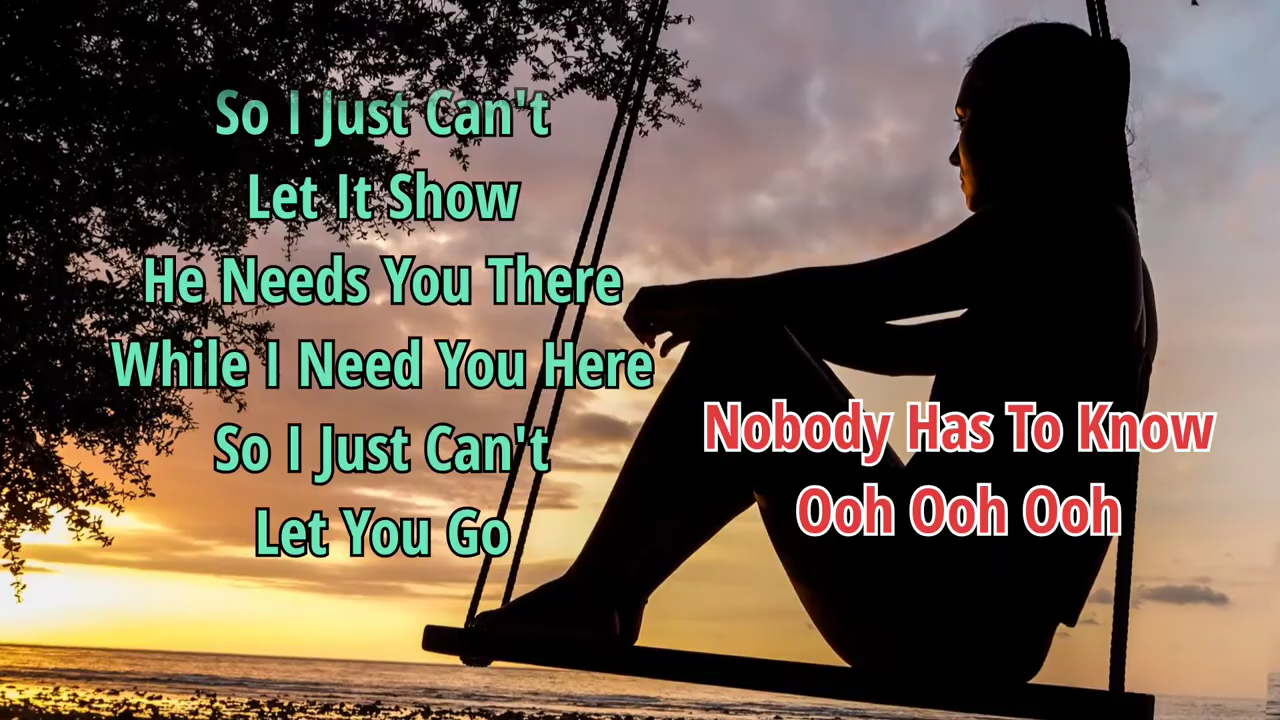 So I Just Can't
Let It Show
He Needs You There
While I Need You Here
So I Just Can't
Let You Go
Nobody Has To Know
Ooh Ooh Ooh